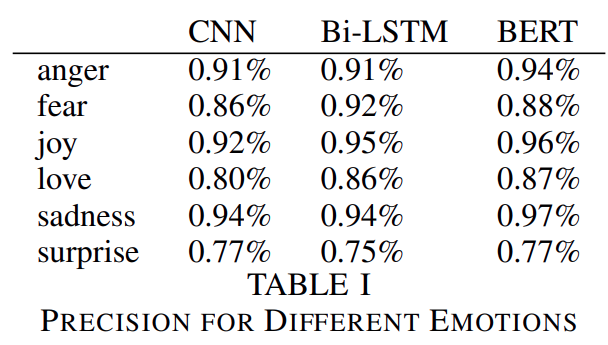 CNN Bi-LSTM BERT
anger 0.91% 0.91% 0.94%
fear 0.86% 0.92% 0.88%
joy 0.92% 0.95% 0.96%
love 0.80% 0.86% 0.87%
sadness 0.94% 0.94% 0.97%
surprise 0.77% 0.75% 0.77%
TABLE I
PRECISION FOR DIFFERENT EMOTIONS